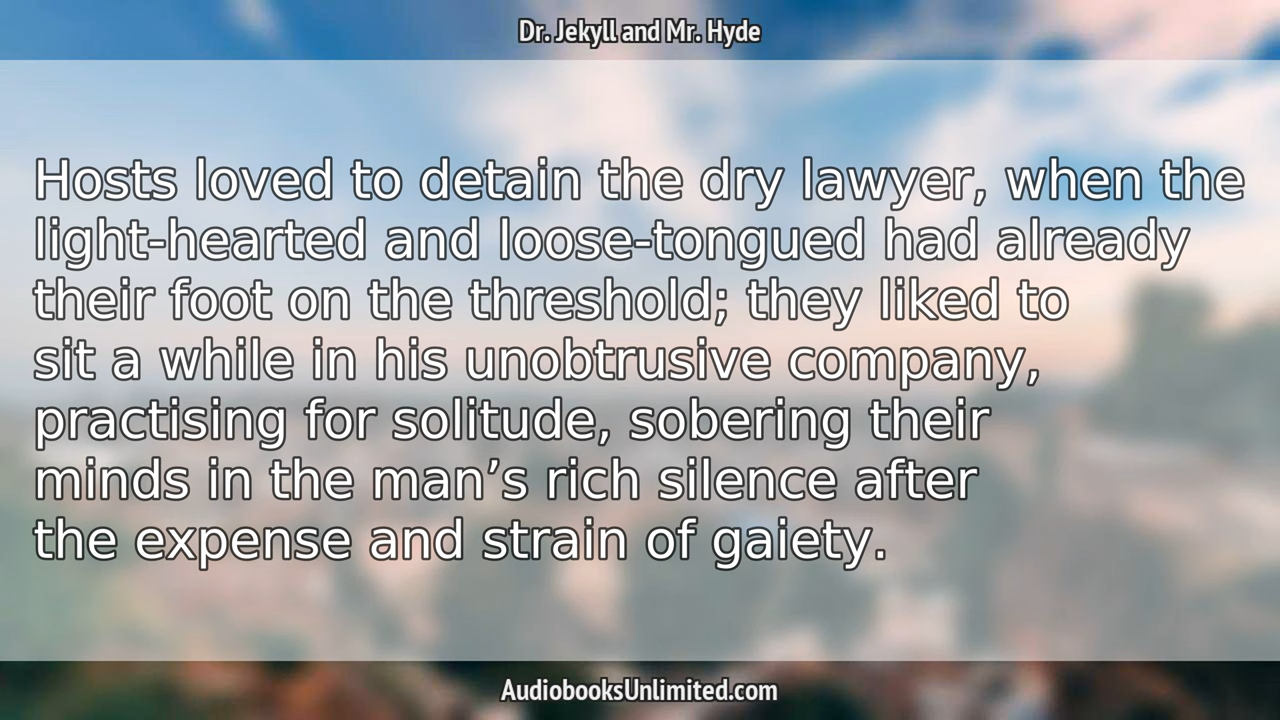 Dr. Jekyll and Mr. Hyde
Hosts loved to detain the dry lawyer, when the
light-hearted and loose-tongued had already
their foot on the threshold; they liked to
sit a while in his unobtrusive company,
practising for solitude, sobering their
minds in the man’s rich silence after
the expense and strain of gaiety.
AudiobooksUnlimited.com